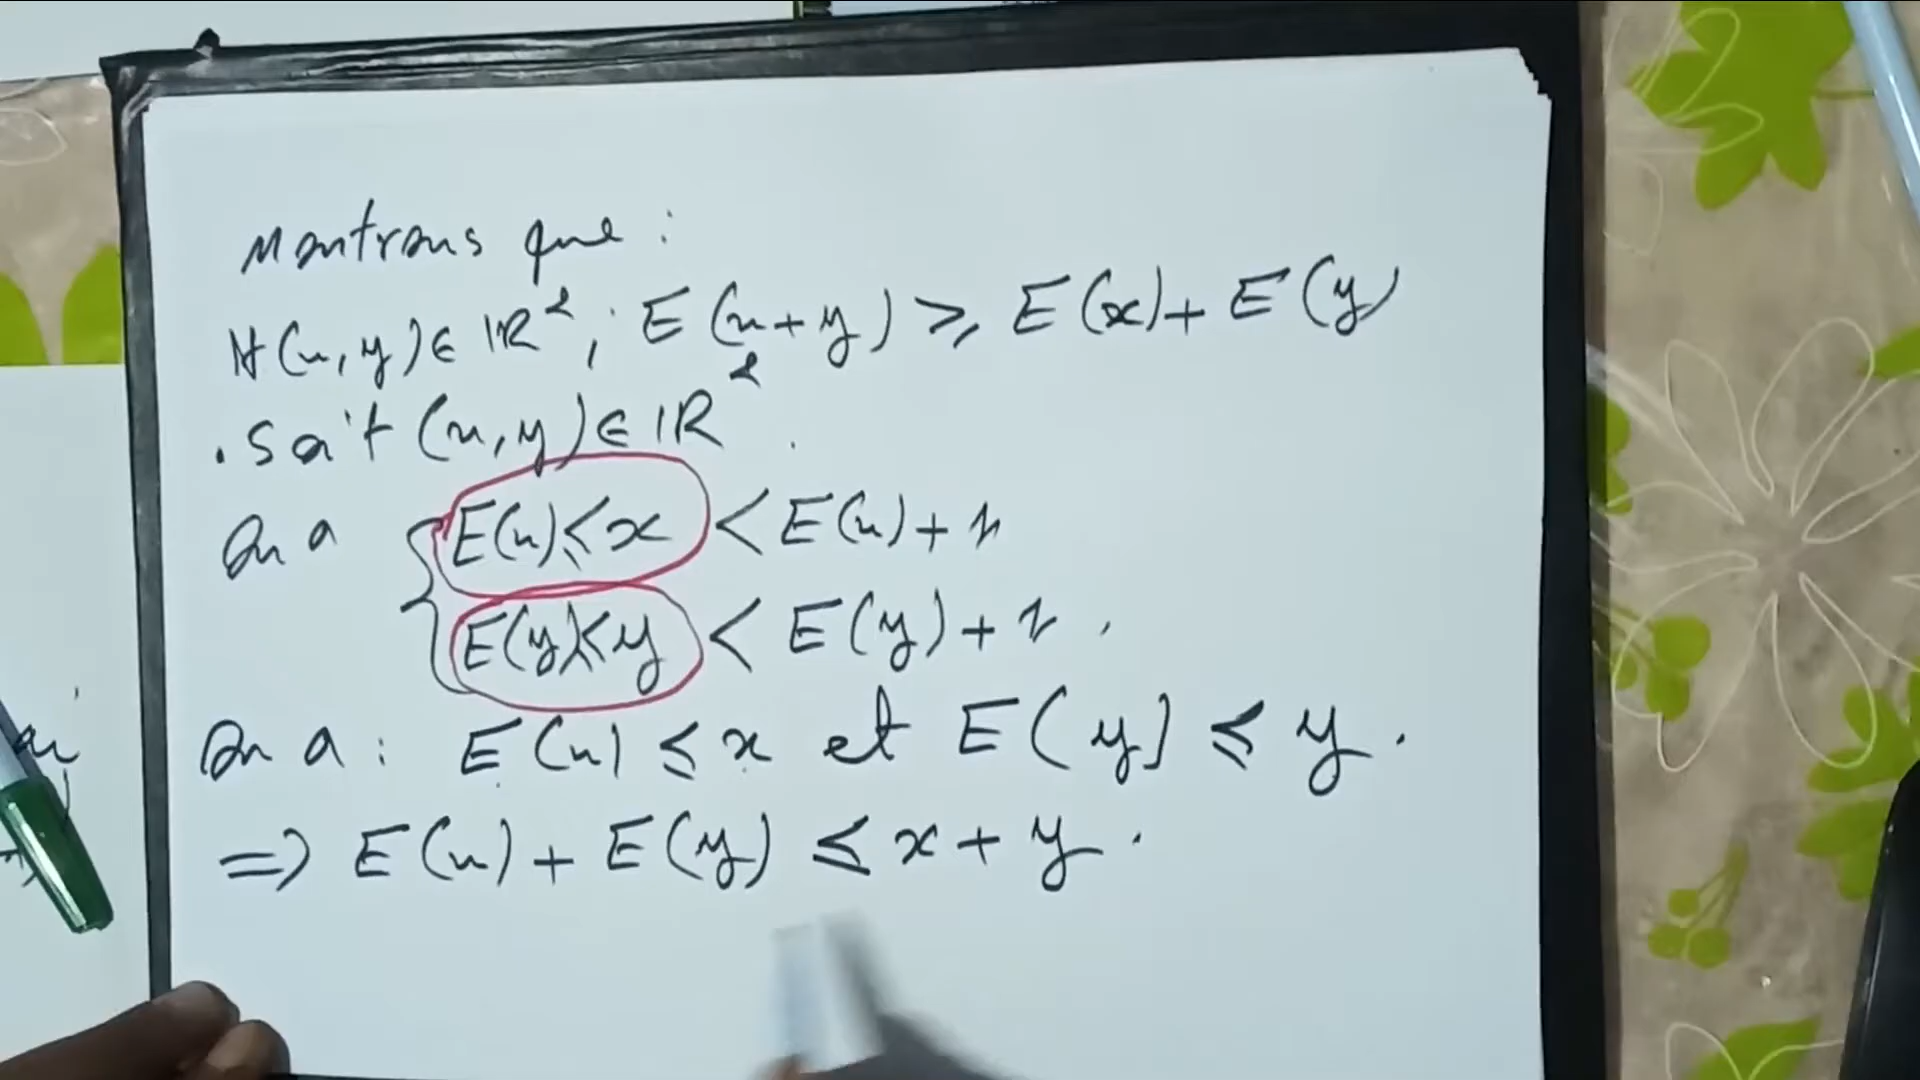 Montrons que :
∀(x,y)∈ℝ²; E(x+y) ⩾ E(x)+E(y)
. Soit (x,y)∈ℝ² .
On a { E(x)⩽x < E(x)+1
E(y)⩽y < E(y)+1 .
On a : E(x) ≤ x et E(y) ≤ y .
=> E(x)+E(y) ≤ x+y .